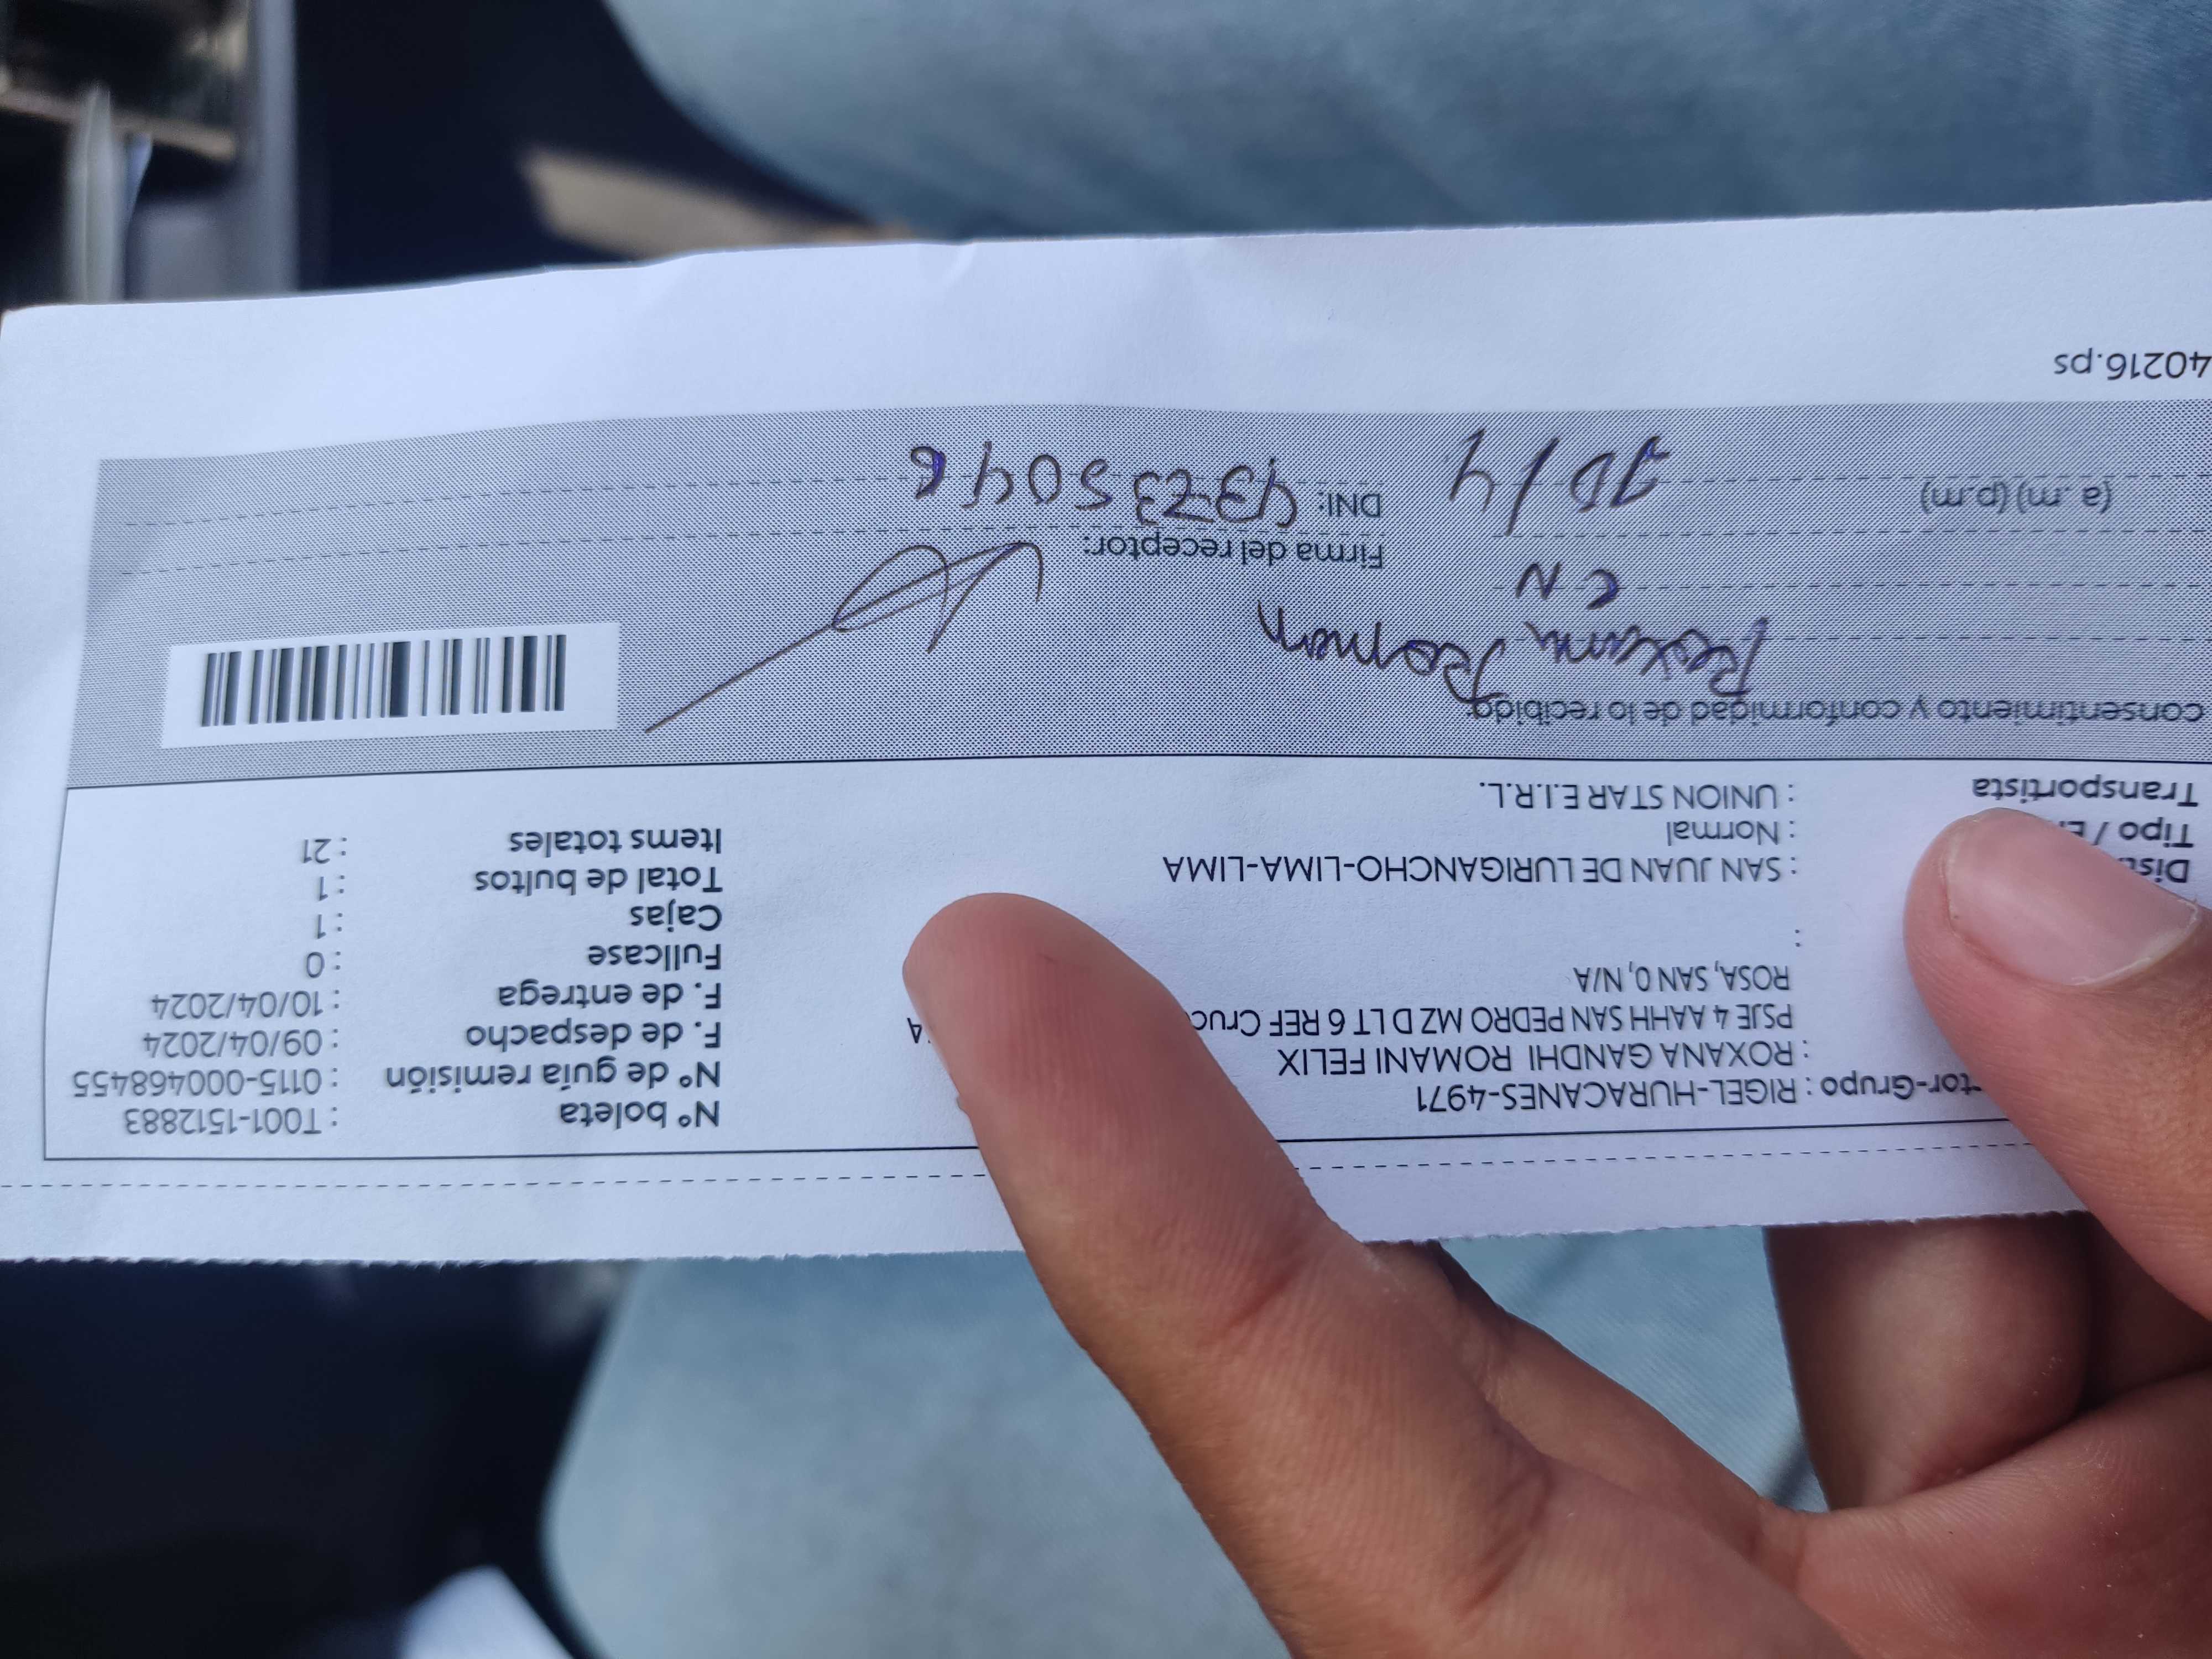 tor-Grupo : RIGEL-HURACANES-4971
: ROXANA GANDHI ROMANI FELIX
PSJE 4 AAHH SAN PEDRO MZ D LT 6 REF Cruc
ROSA, SAN 0, N/A
:
Dis : SAN JUAN DE LURIGANCHO-LIMA-LIMA
Tipo / E : Normal
Transportista : UNION STAR E.I.R.L.
N° boleta : T001-1512883
N° de guía remisión : 0115-000468455
F. de despacho : 09/04/2024
F. de entrega : 10/04/2024
Fullcase : 0
Cajas : 1
Total de bultos : 1
Items totales : 21
consentimiento y conformidad de lo recibido:
Roxana Roman
CN
Firma del receptor:
(a.m) (p.m) 10/4
DNI: 43735046
40216.ps